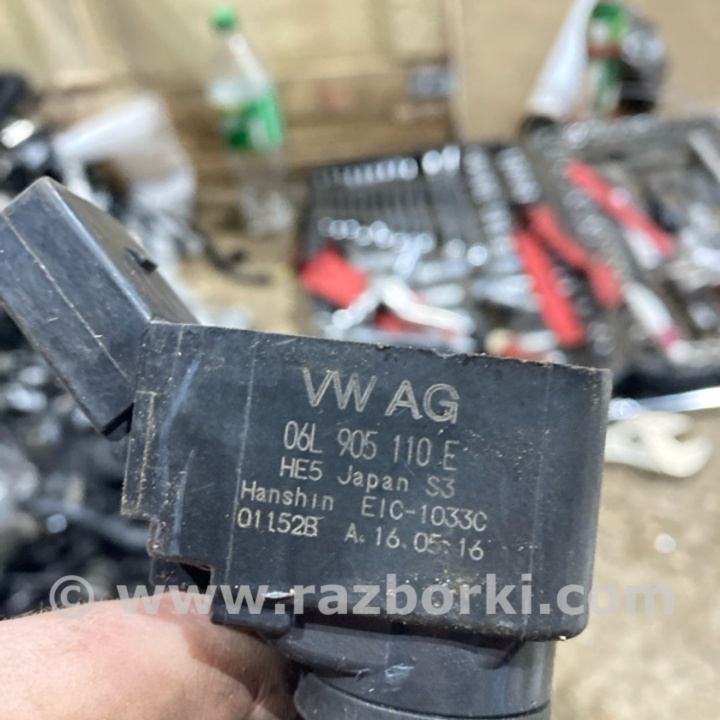 VW AG
06L 905 110 E
HE5 Japan S3
Hanshin EIC-1033C
01152B A. 16.05.16
© www.razborki.com